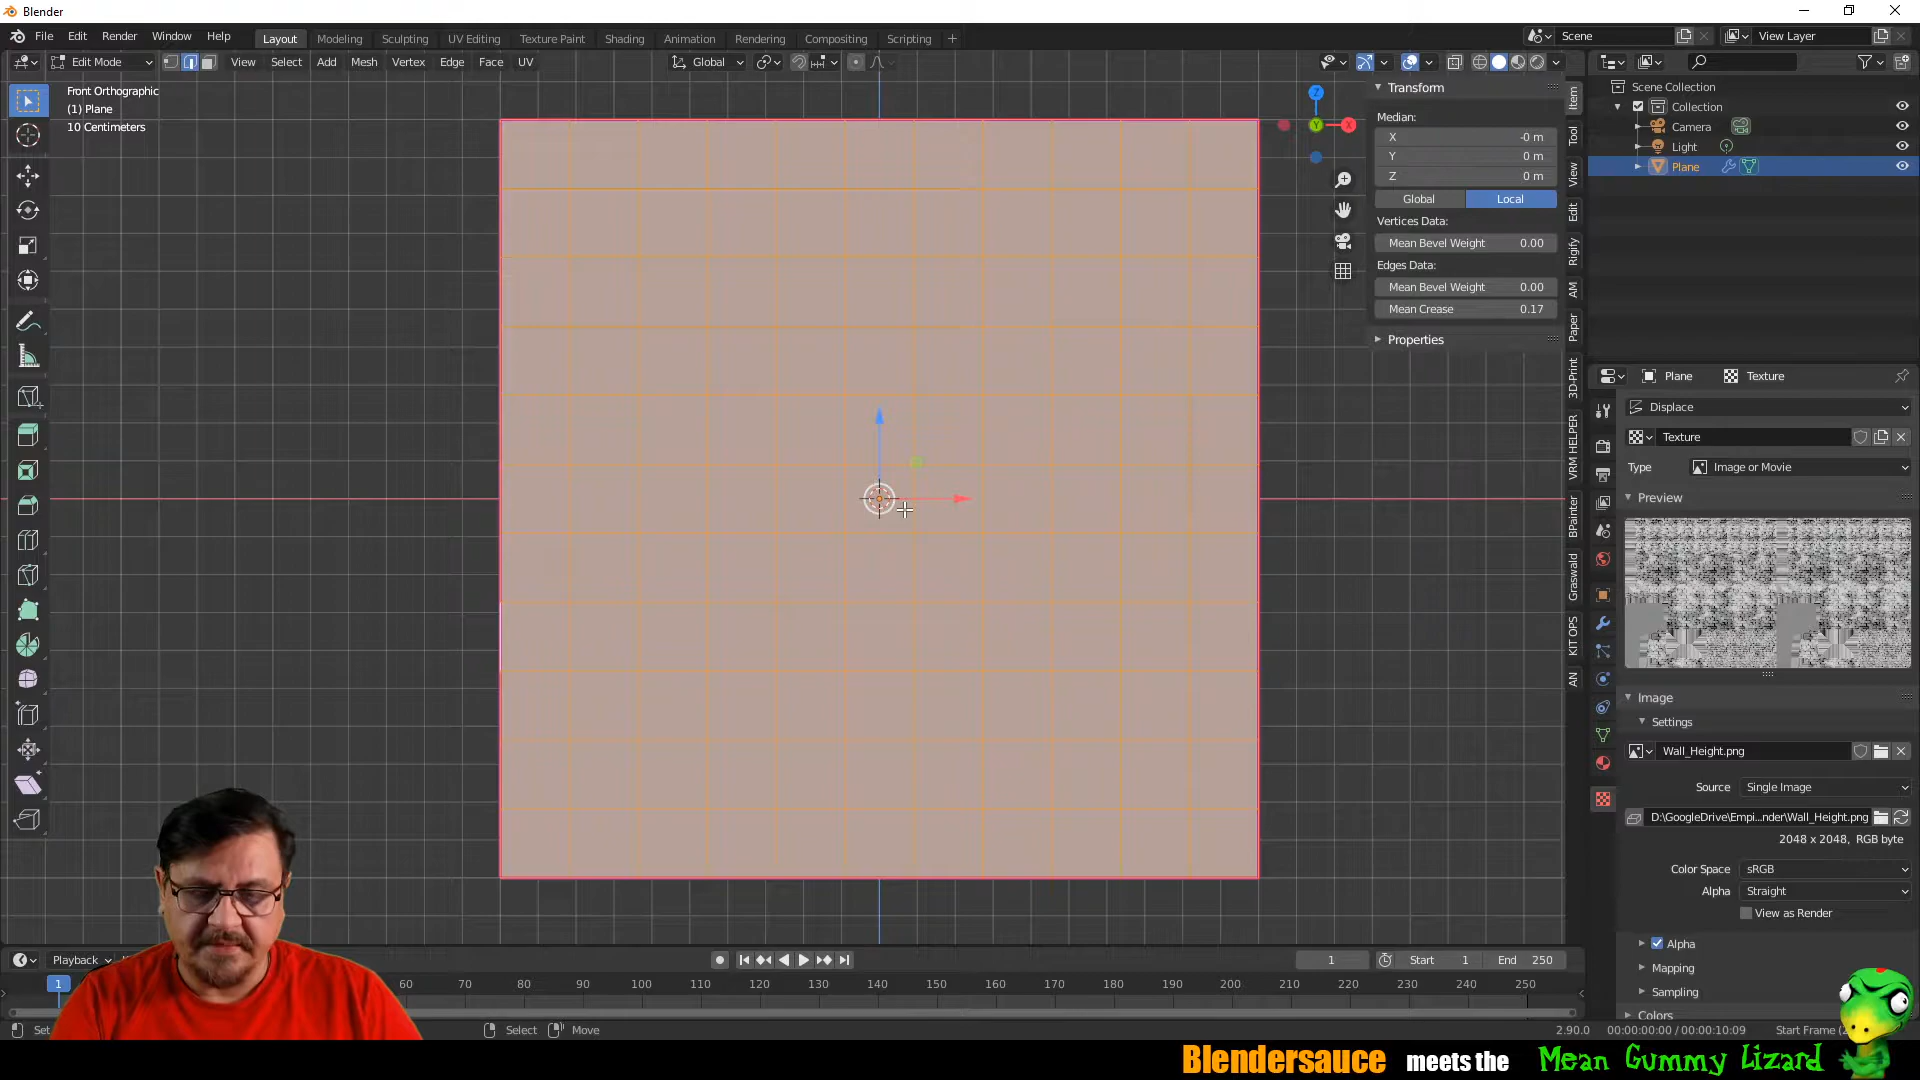 Blender
File Edit Render Window Help
Layout Modeling Sculpting UV Editing Texture Paint Shading Animation Rendering Compositing Scripting +
Scene
View Layer
Edit Mode View Select Add Mesh Vertex Edge Face UV
Global
Front Orthographic
(1) Plane
10 Centimeters
Z
Y
X
Transform
Median:
X -0 m
Y 0 m
Z 0 m
Global Local
Vertices Data:
Mean Bevel Weight 0.00
Edges Data:
Mean Bevel Weight 0.00
Mean Crease 0.17
Properties
Item
Tool
View
Edit
Rigify
AM
Paper
3D-Print
VRM HELPER
BPainter
Graswald
KIT OPS
AN
Scene Collection
Collection
Camera
Light
Plane
Plane Texture
Displace
Texture
Type Image or Movie
Preview
Image
Settings
Wall_Height.png
Source Single Image
D:\GoogleDrive\Empi...nder\Wall_Height.png
2048 x 2048, RGB byte
Color Space sRGB
Alpha Straight
View as Render
Alpha
Mapping
Sampling
Colors
Playback
1 Start 1 End 250
1 60 70 80 90 100 110 120 130 140 150 160 170 180 190 200 210 220 230 240 250
Set
Select Move
2.90.0 00:00:00:00 / 00:00:10:09 Start Frame
Blendersauce meets the Mean Gummy Lizard